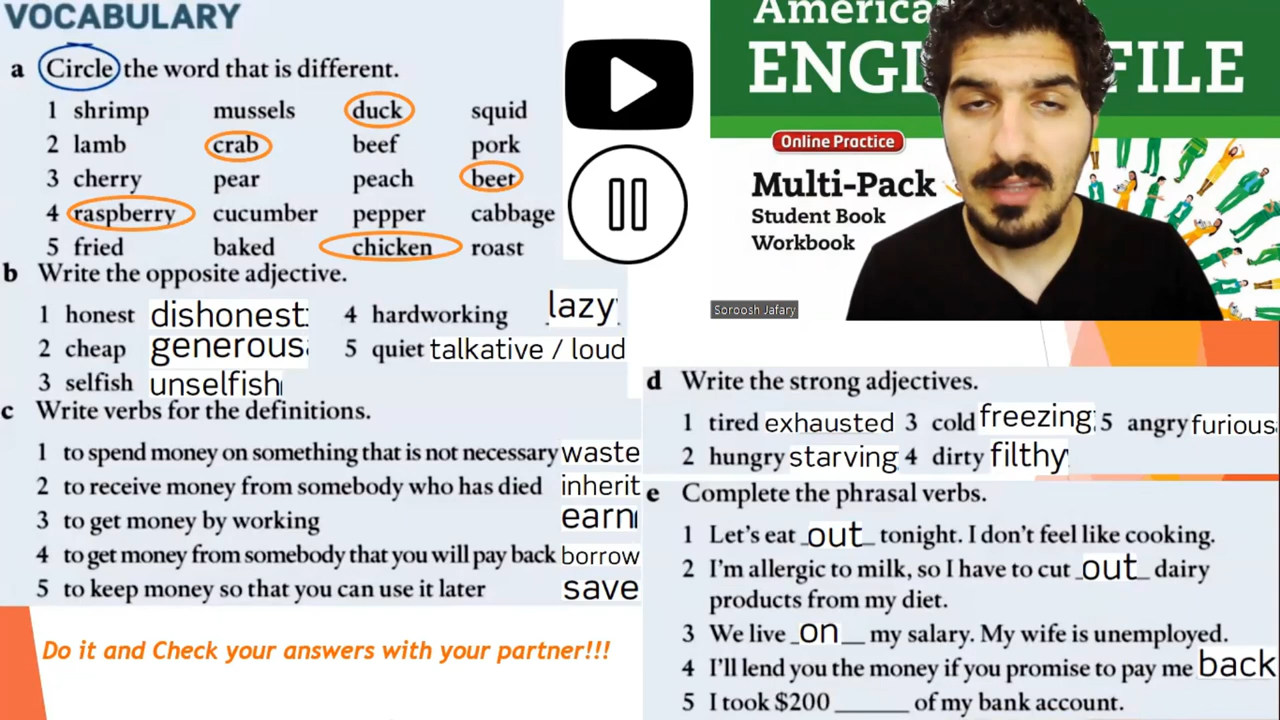 VOCABULARY
a Circle the word that is different.
1 shrimp mussels duck squid
2 lamb crab beef pork
3 cherry pear peach beet
4 raspberry cucumber pepper cabbage
5 fried baked chicken roast
b Write the opposite adjective.
1 honest dishonest 4 hardworking lazy
2 cheap generous 5 quiet talkative / loud
3 selfish unselfish
c Write verbs for the definitions.
1 to spend money on something that is not necessary waste
2 to receive money from somebody who has died inherit
3 to get money by working earn
4 to get money from somebody that you will pay back borrow
5 to keep money so that you can use it later save
Do it and Check your answers with your partner!!!
America
ENGL FILE
Online Practice
Multi-Pack
Student Book
Workbook
Soroosh Jafary
d Write the strong adjectives.
1 tired exhausted 3 cold freezing 5 angry furious
2 hungry starving 4 dirty filthy
e Complete the phrasal verbs.
1 Let's eat _out_ tonight. I don't feel like cooking.
2 I'm allergic to milk, so I have to cut _out_ dairy
products from my diet.
3 We live _on__ my salary. My wife is unemployed.
4 I'll lend you the money if you promise to pay me back
5 I took $200 ______ of my bank account.